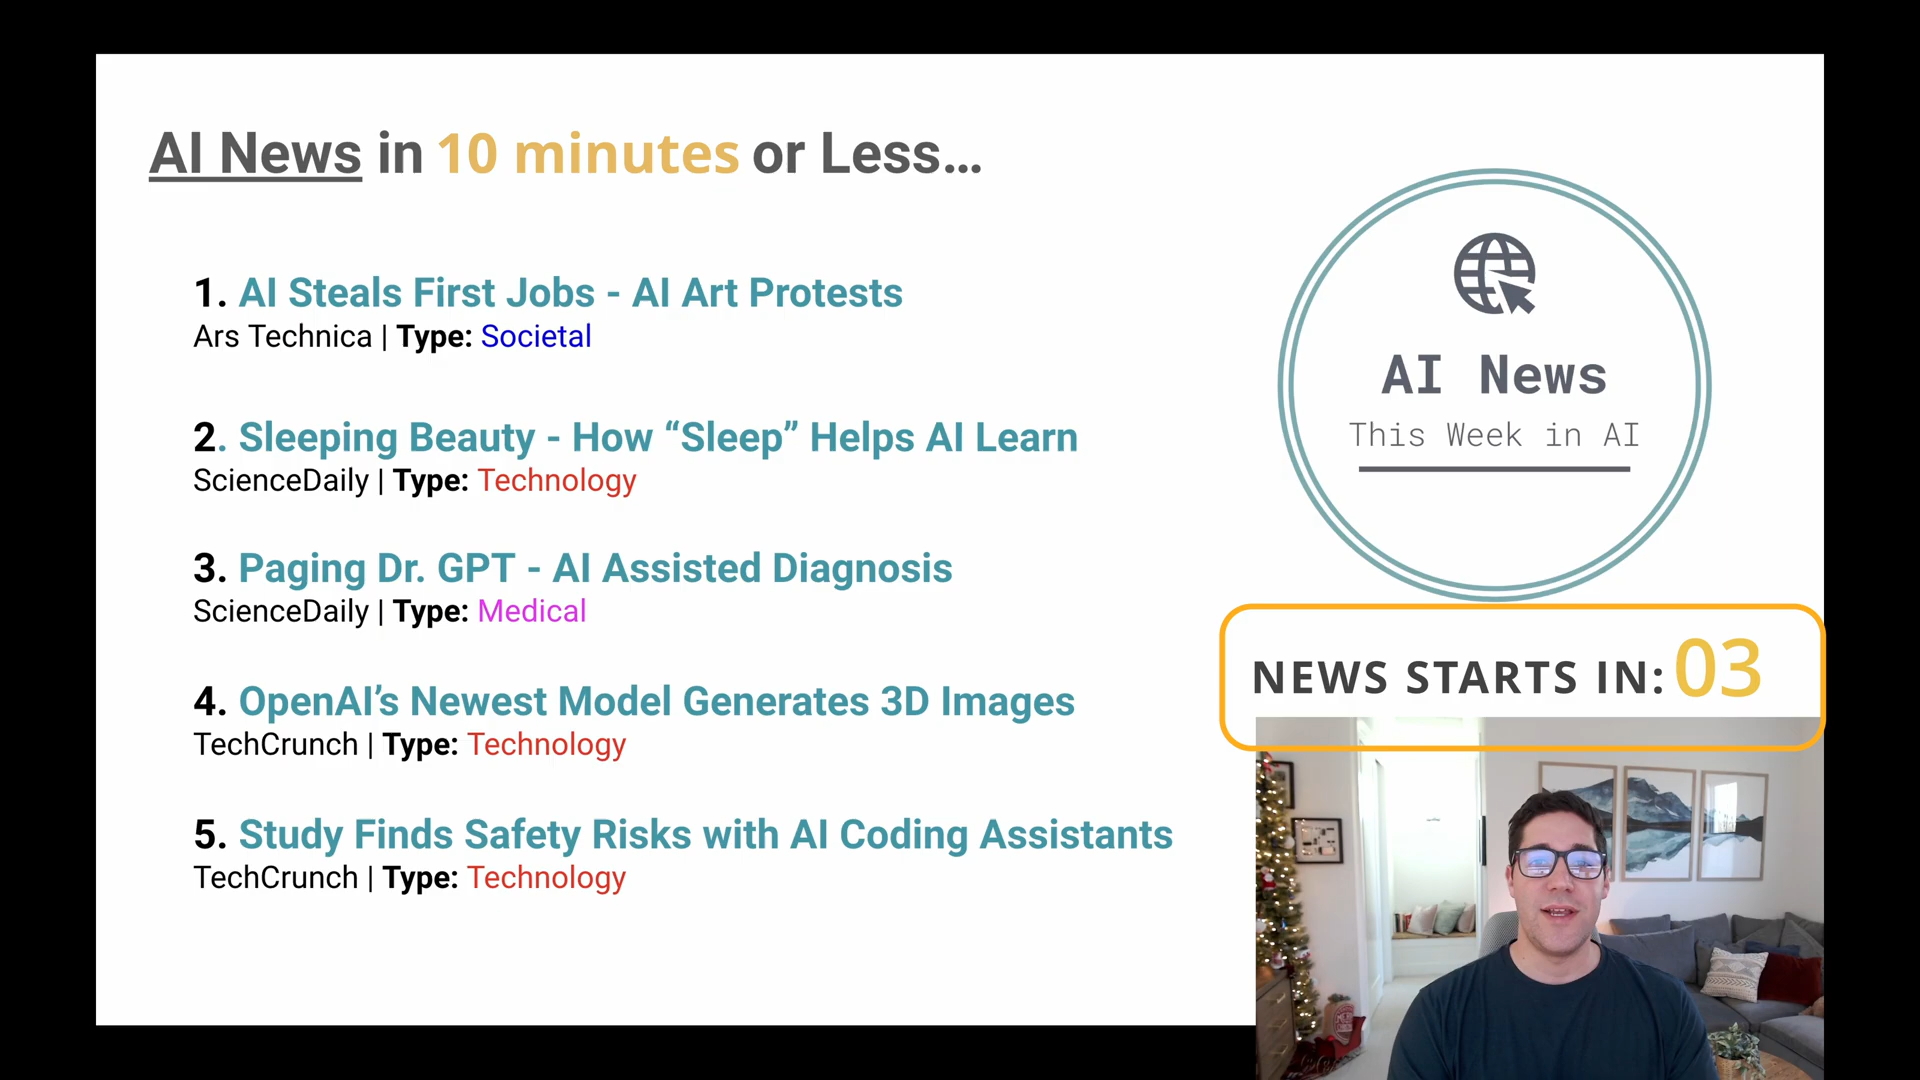 AI News in 10 minutes or Less...
1. AI Steals First Jobs - AI Art Protests
Ars Technica | Type: Societal
2. Sleeping Beauty - How “Sleep” Helps AI Learn
ScienceDaily | Type: Technology
3. Paging Dr. GPT - AI Assisted Diagnosis
ScienceDaily | Type: Medical
4. OpenAI’s Newest Model Generates 3D Images
TechCrunch | Type: Technology
5. Study Finds Safety Risks with AI Coding Assistants
TechCrunch | Type: Technology
AI News
This Week in AI
NEWS STARTS IN: 03